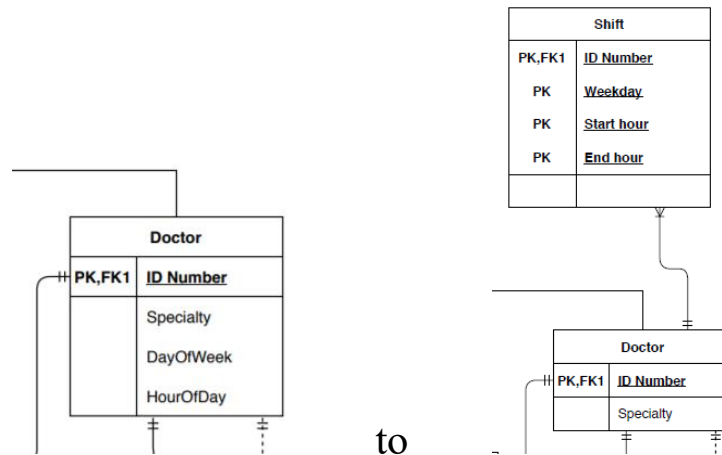 Doctor
PK,FK1 ID Number
Specialty
DayOfWeek
HourOfDay
to
Shift
PK,FK1 ID Number
PK Weekday
PK Start hour
PK End hour
Doctor
PK,FK1 ID Number
Specialty